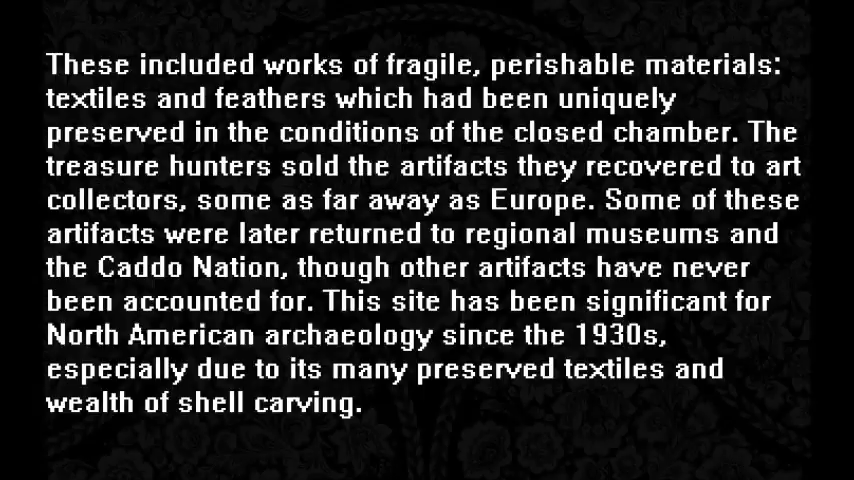 These included works of fragile, perishable materials:
textiles and feathers which had been uniquely
preserved in the conditions of the closed chamber. The
treasure hunters sold the artifacts they recovered to art
collectors, some as far away as Europe. Some of these
artifacts were later returned to regional museums and
the Caddo Nation, though other artifacts have never
been accounted for. This site has been significant for
North American archaeology since the 1930s,
especially due to its many preserved textiles and
wealth of shell carving.